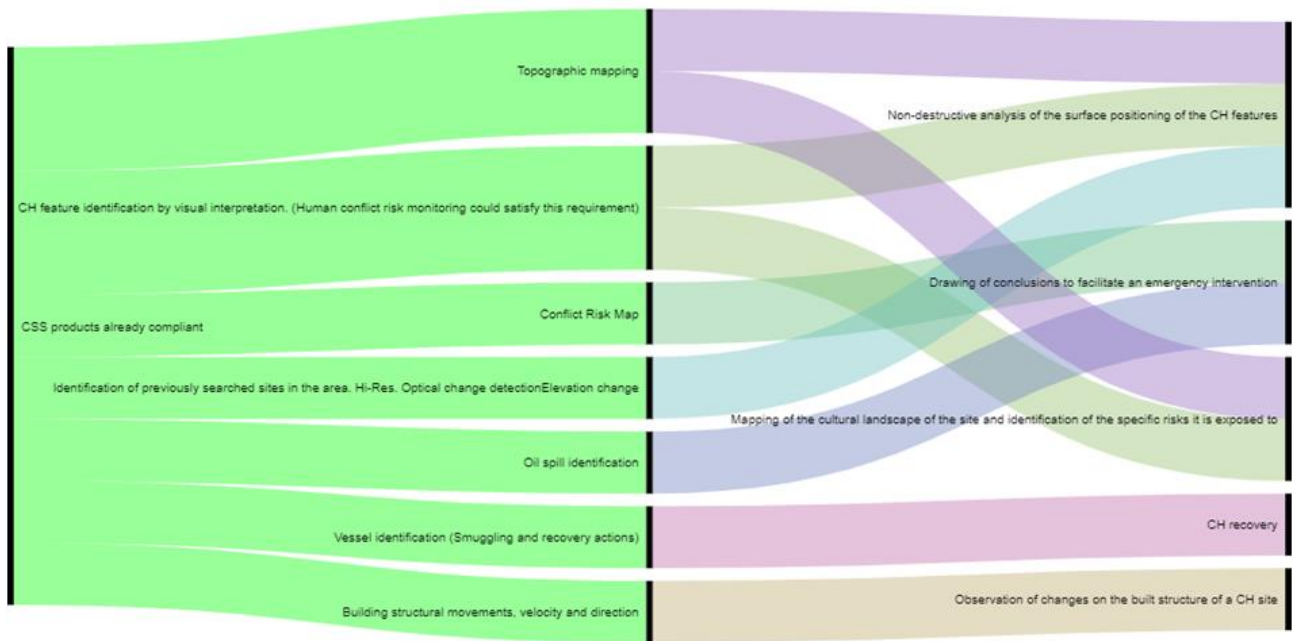 CSS products already compliant
Topographic mapping
CH feature identification by visual interpretation. (Human conflict risk monitoring could satisfy this requirement)
Conflict Risk Map
Identification of previously searched sites in the area. Hi-Res. Optical change detectionElevation change
Oil spill identification
Vessel identification (Smuggling and recovery actions)
Building structural movements, velocity and direction
Non-destructive analysis of the surface positioning of the CH features
Drawing of conclusions to facilitate an emergency intervention
Mapping of the cultural landscape of the site and identification of the specific risks it is exposed to
CH recovery
Observation of changes on the built structure of a CH site